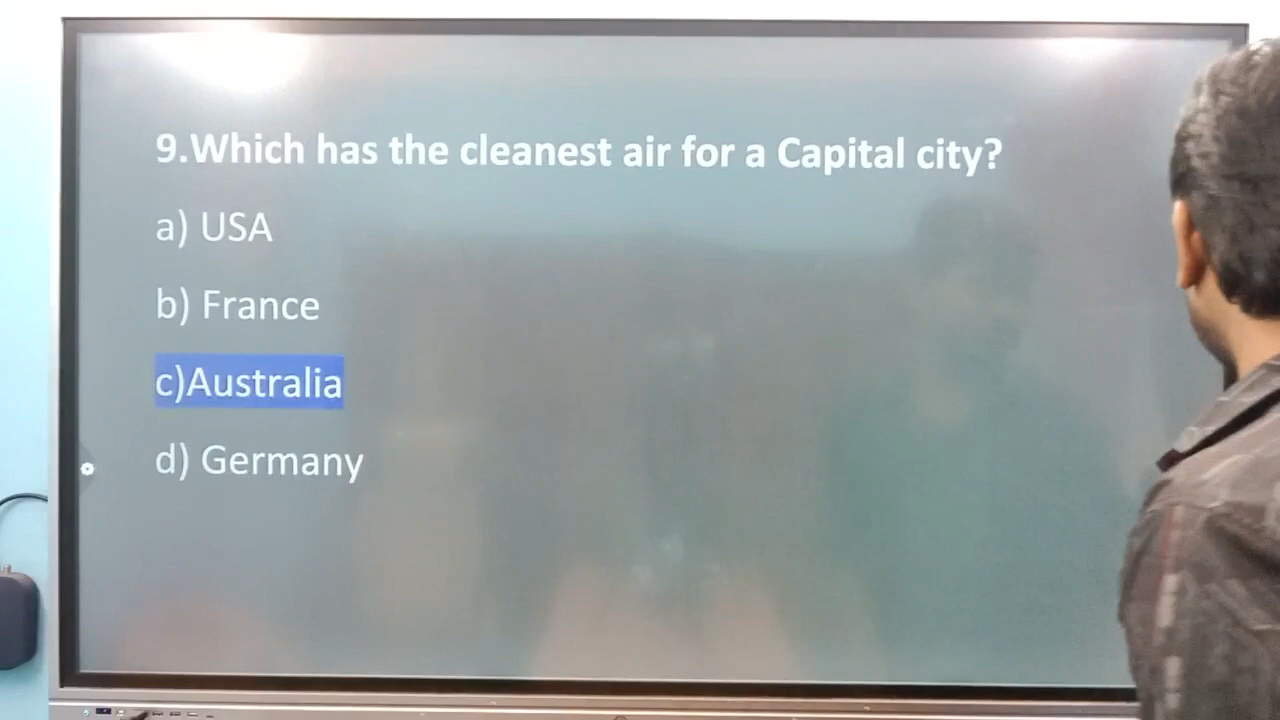 9.Which has the cleanest air for a Capital city?
a) USA
b) France
c)Australia
d) Germany